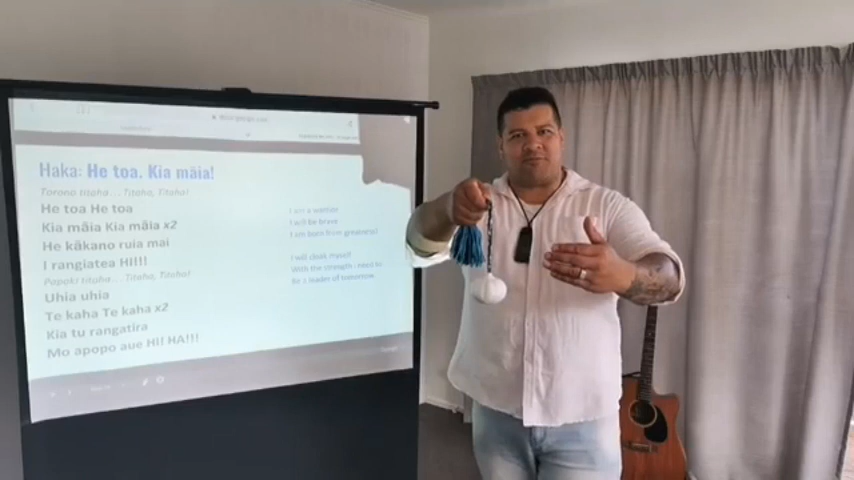 Haka: He toa. Kia māia!
Torona titaha... Titaha, Titaha!
He toa He toa
Kia māia Kia māia x2
He kākano ruia mai
I rangiatea HI!!!
Papaki titaha... Titaha, Titaha!
Uhia uhia
Te kaha Te kaha x2
Kia tu rangatira
Mo apopo aue HI! HA!!!
I am a warrior
I will be brave
I am born from greatness!
I will cloak myself
With the strength i need to
Be a leader of tomorrow